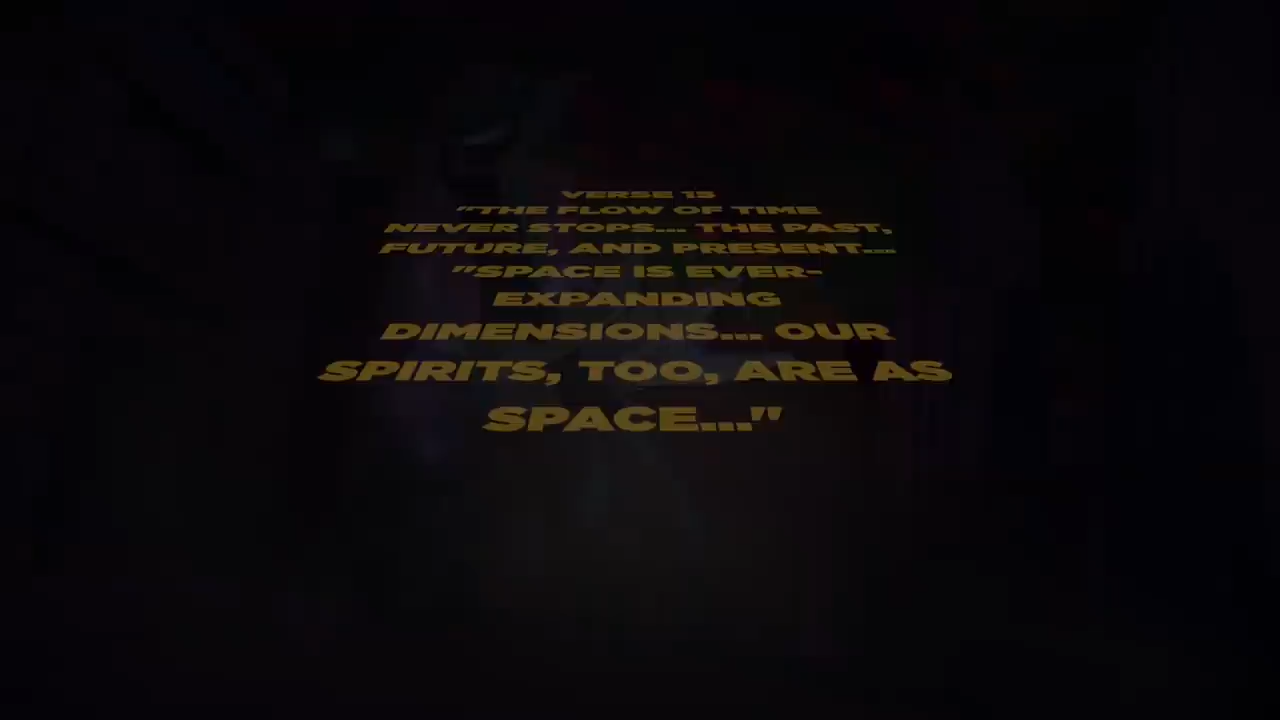 VERSE 13
"THE FLOW OF TIME
NEVER STOPS... THE PAST,
FUTURE, AND PRESENT...
"SPACE IS EVER-
EXPANDING
DIMENSIONS... OUR
SPIRITS, TOO, ARE AS
SPACE..."